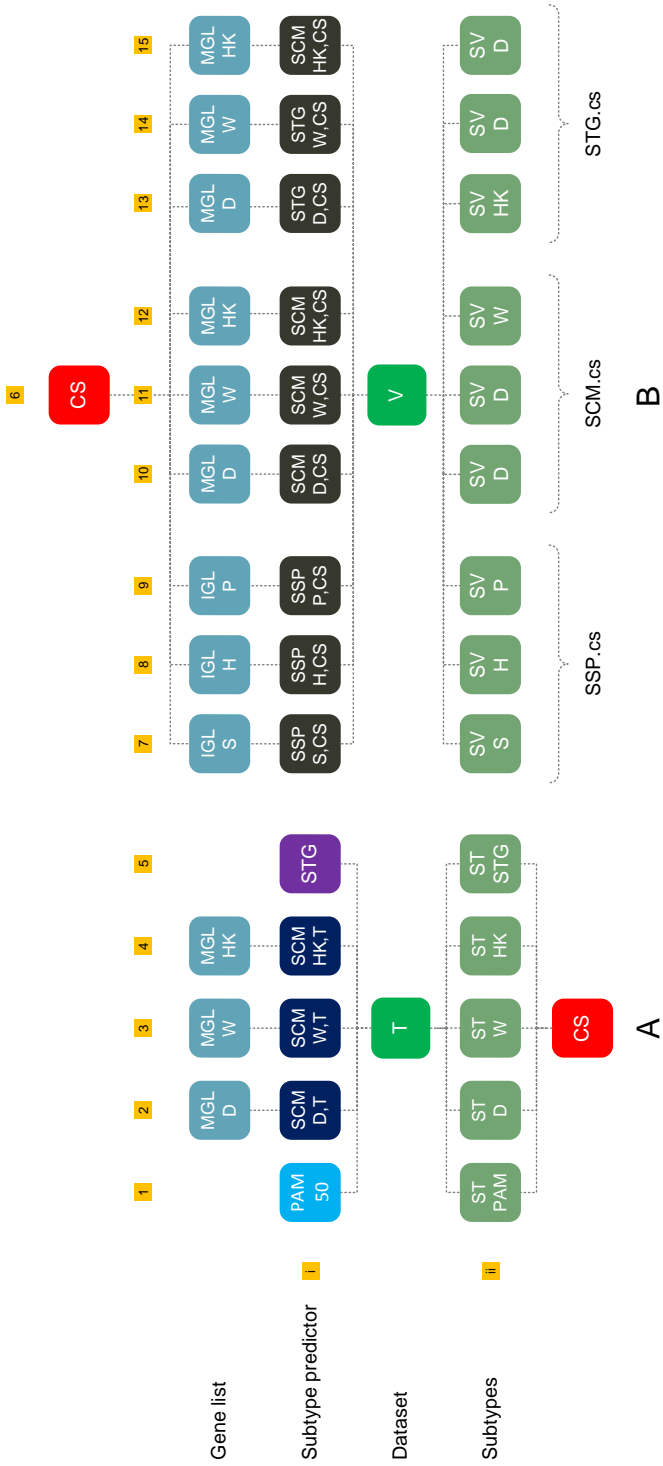 6
CS
1
2
3
4
5
7
8
9
10
11
12
13
14
15
Gene list
MGL
D
MGL
W
MGL
HK
IGL
S
IGL
H
IGL
P
MGL
D
MGL
W
MGL
HK
MGL
D
MGL
W
MGL
HK
Subtype predictor
i
PAM
50
SCM
D,T
SCM
W,T
SCM
HK,T
STG
SSP
S,CS
SSP
H,CS
SSP
P,CS
SCM
D,CS
SCM
W,CS
SCM
HK,CS
STG
D,CS
STG
W,CS
SCM
HK,CS
Dataset
T
V
Subtypes
ii
ST
PAM
ST
D
ST
W
ST
HK
ST
STG
SV
S
SV
H
SV
P
SV
D
SV
D
SV
W
SV
HK
SV
D
SV
D
CS
SSP.cs
SCM.cs
STG.cs
A
B